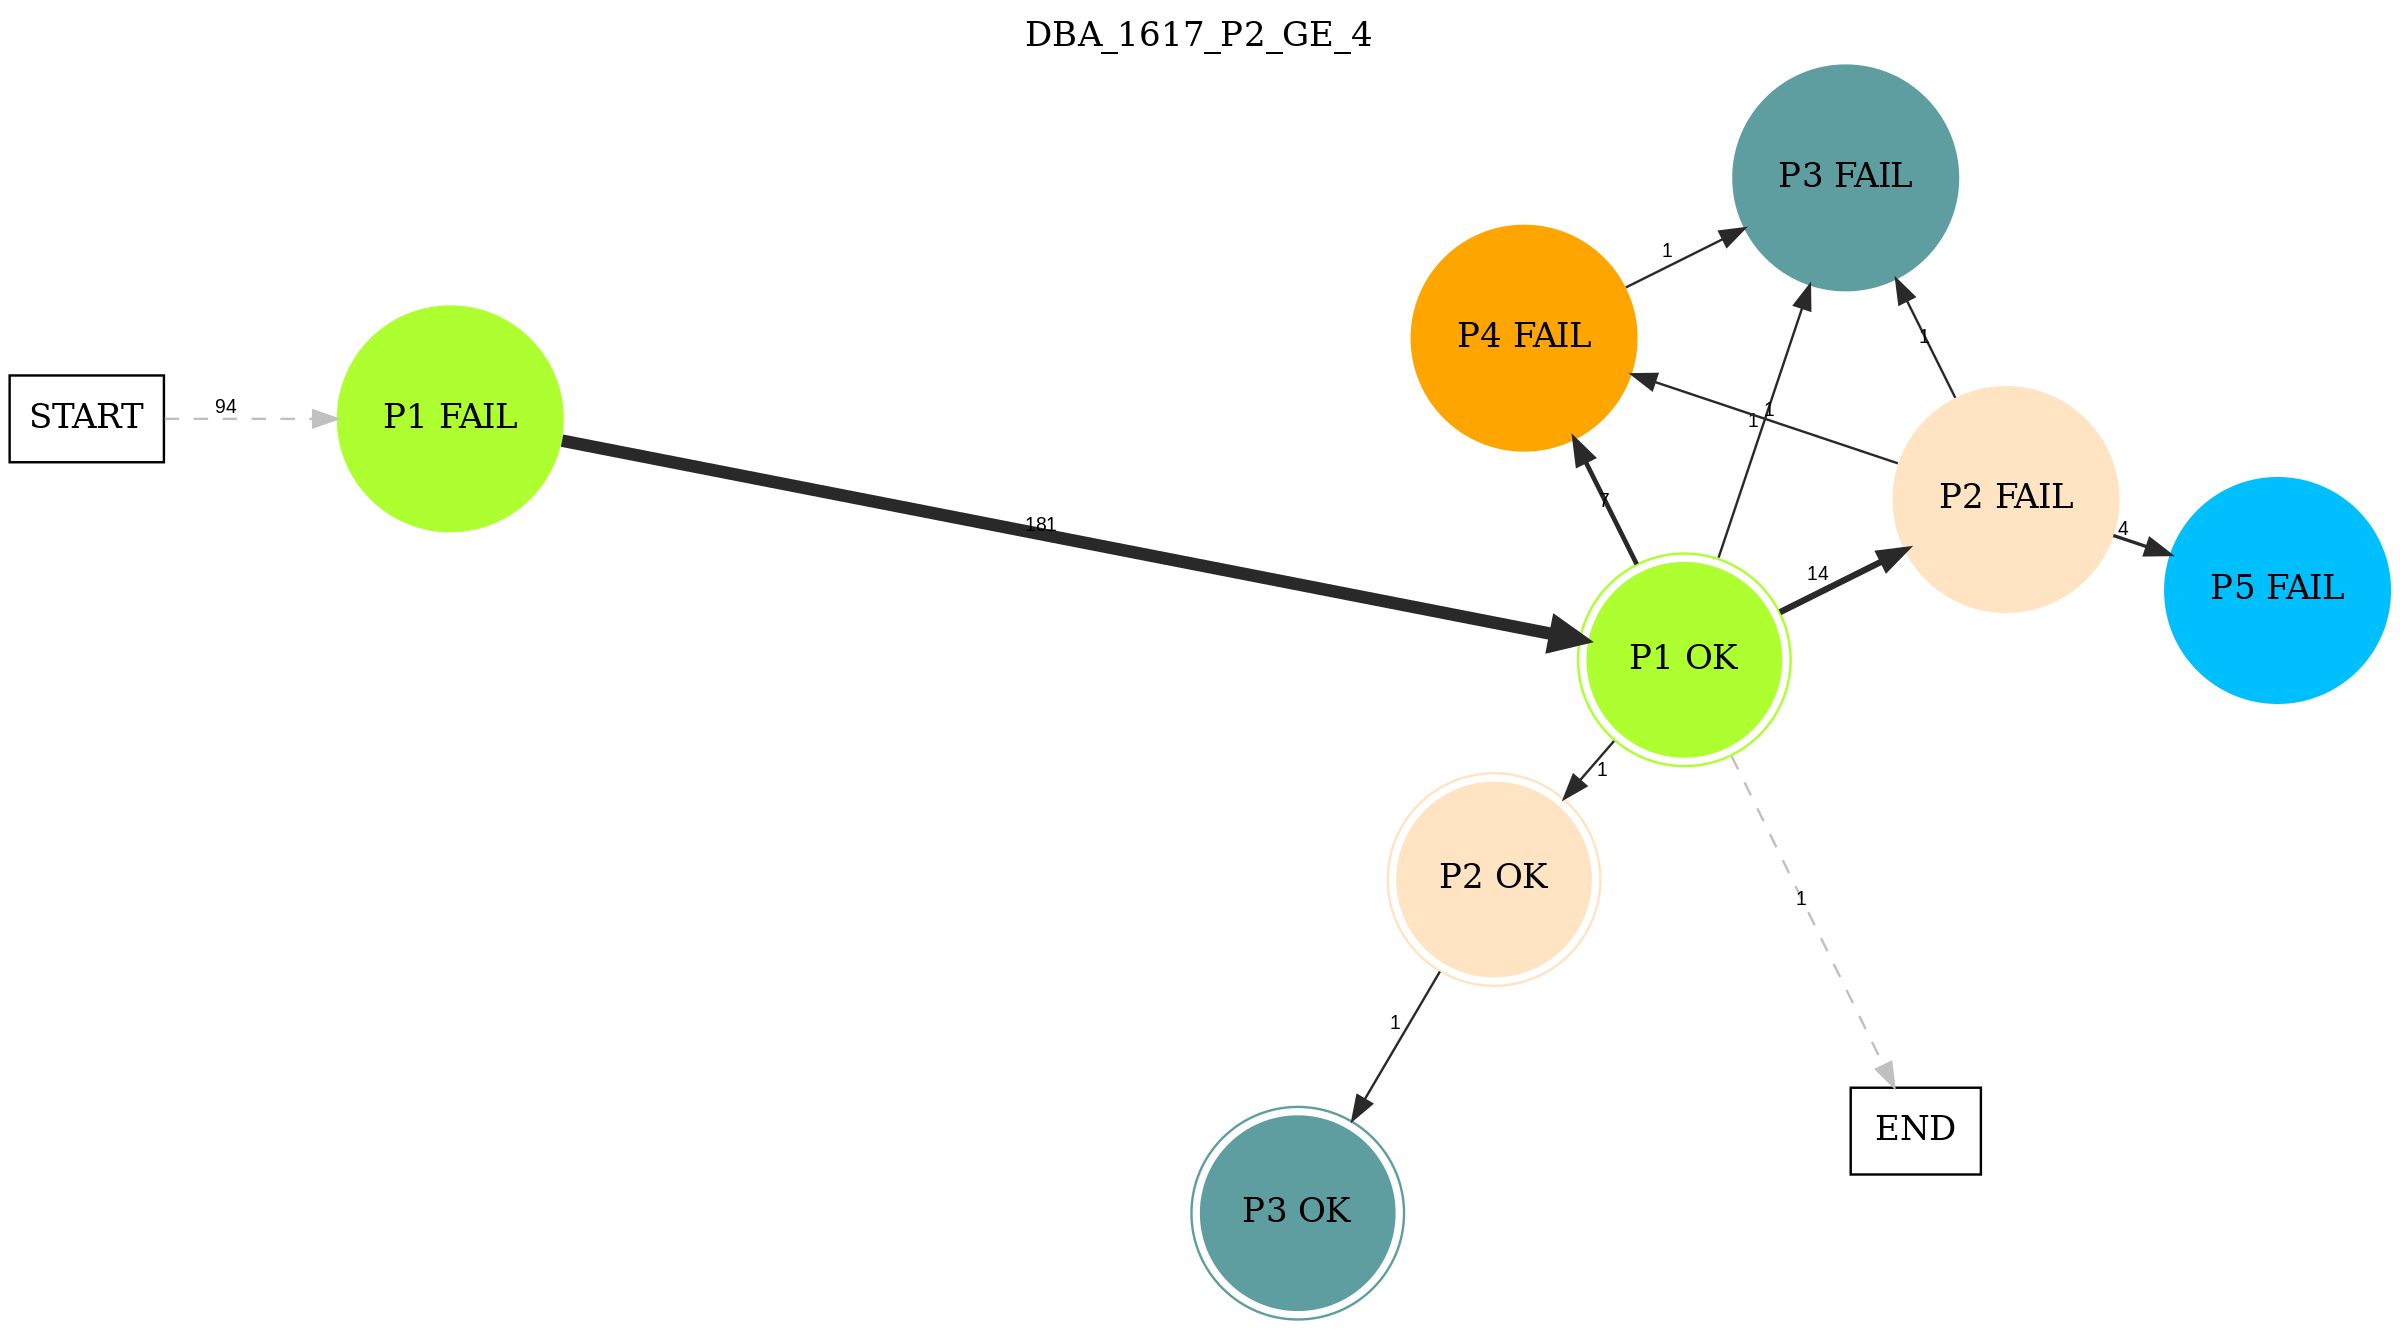 DBA_1617_P2_GE_4
P3 FAIL
1
P4 FAIL
1
START
94
P1 FAIL
1
1
7
P2 FAIL
181
4
14
P5 FAIL
P1 OK
1
P2 OK
1
1
END
P3 OK